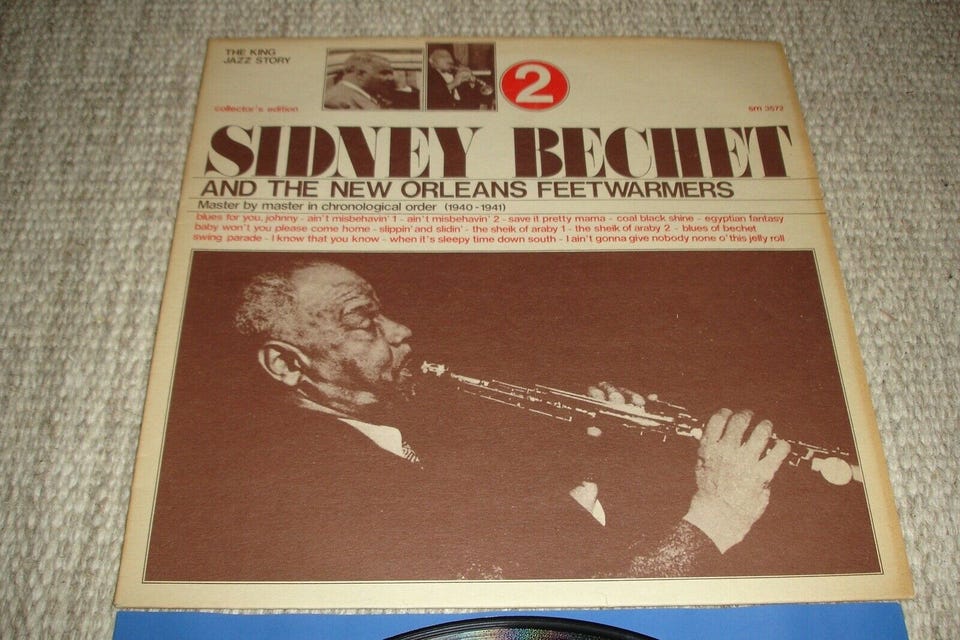 THE KING
JAZZ STORY
2
collector's edition
sm 3572
SIDNEY BECHET
AND THE NEW ORLEANS FEETWARMERS
Master by master in chronological order (1940-1941)
blues for you, johnny - ain't misbehavin' 1 - ain't misbehavin' 2 - save it pretty mama - coal black shine - egyptian fantasy
baby won't you please come home - slippin' and slidin' - the sheik of araby 1 - the sheik of araby 2 - blues of bechet
swing parade - I know that you know - when it's sleepy time down south - I ain't gonna give nobody none o' this jelly roll